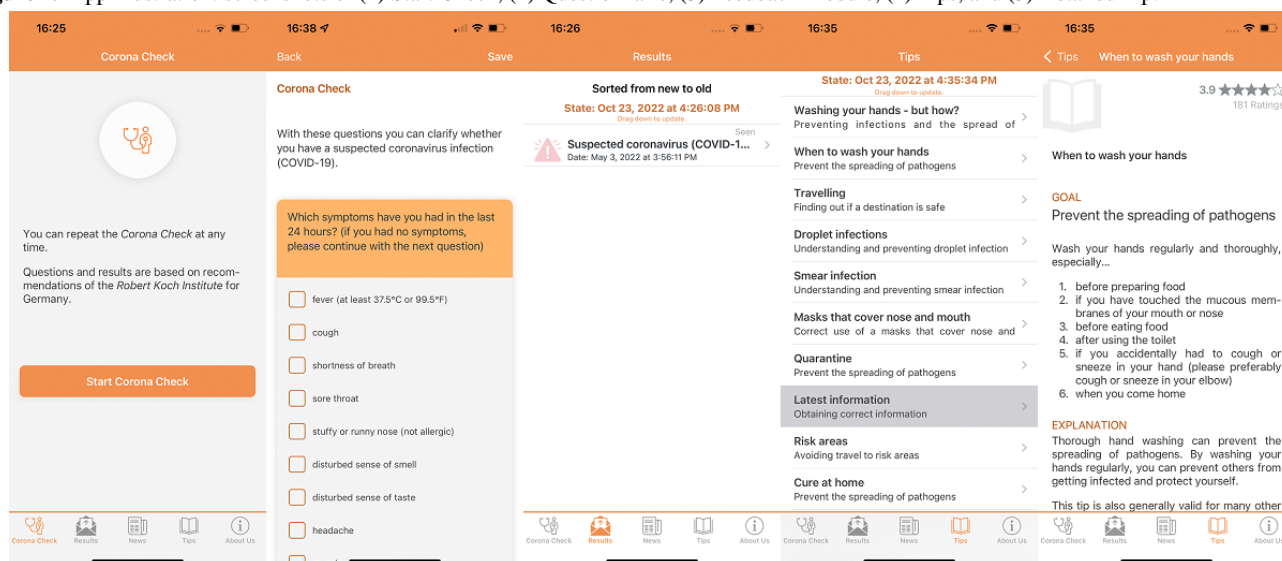 screenshots of (1) Start Check, (2) Questionnaire, (3) Feedback Module, (4) Tips, and (5) Detailed Tip.
16:25
Corona Check
You can repeat the Corona Check at any
time.
Questions and results are based on recom-
mendations of the Robert Koch Institute for
Germany.
Start Corona Check
Corona Check Results News Tips About Us
16:38
Back Save
Corona Check
With these questions you can clarify whether
you have a suspected coronavirus infection
(COVID-19).
Which symptoms have you had in the last
24 hours? (if you had no symptoms,
please continue with the next question)
fever (at least 37.5°C or 99.5°F)
cough
shortness of breath
sore throat
stuffy or runny nose (not allergic)
disturbed sense of smell
disturbed sense of taste
headache
16:26
Results
Sorted from new to old
State: Oct 23, 2022 at 4:26:08 PM
Drag down to update.
Seen
Suspected coronavirus (COVID-1...
Date: May 3, 2022 at 3:56:11 PM
Corona Check Results News Tips About Us
16:35
Tips
State: Oct 23, 2022 at 4:35:34 PM
Drag down to update.
Washing your hands - but how?
Preventing infections and the spread of
When to wash your hands
Prevent the spreading of pathogens
Travelling
Finding out if a destination is safe
Droplet infections
Understanding and preventing droplet infection
Smear infection
Understanding and preventing smear infection
Masks that cover nose and mouth
Correct use of a masks that cover nose and
Quarantine
Prevent the spreading of pathogens
Latest information
Obtaining correct information
Risk areas
Avoiding travel to risk areas
Cure at home
Prevent the spreading of pathogens
Corona Check Results News Tips About Us
16:35
Tips When to wash your hands
3.9
181 Ratings
When to wash your hands
GOAL
Prevent the spreading of pathogens
Wash your hands regularly and thoroughly,
especially...
1. before preparing food
2. if you have touched the mucous mem-
branes of your mouth or nose
3. before eating food
4. after using the toilet
5. if you accidentally had to cough or
sneeze in your hand (please preferably
cough or sneeze in your elbow)
6. when you come home
EXPLANATION
Thorough hand washing can prevent the
spreading of pathogens. By washing your
hands regularly, you can prevent others from
getting infected and protect yourself.
This tip is also generally valid for many other
Corona Check Results News Tips About Us